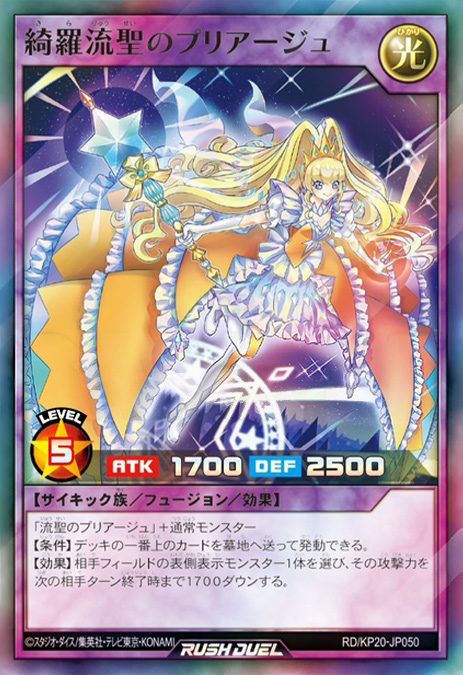 綺羅流聖のプリアージュ
光
LEVEL
5
ATK 1700 DEF 2500
【サイキック族／フュージョン／効果】
「流聖のプリアージュ」＋通常モンスター
【条件】デッキの一番上のカードを墓地へ送って発動できる。
【効果】相手フィールドの表側表示モンスター1体を選び、その攻撃力を
次の相手ターン終了時まで1700ダウンする。
©スタジオ・ダイス/集英社・テレビ東京・KONAMI
RUSH DUEL
RD/KP20-JP050